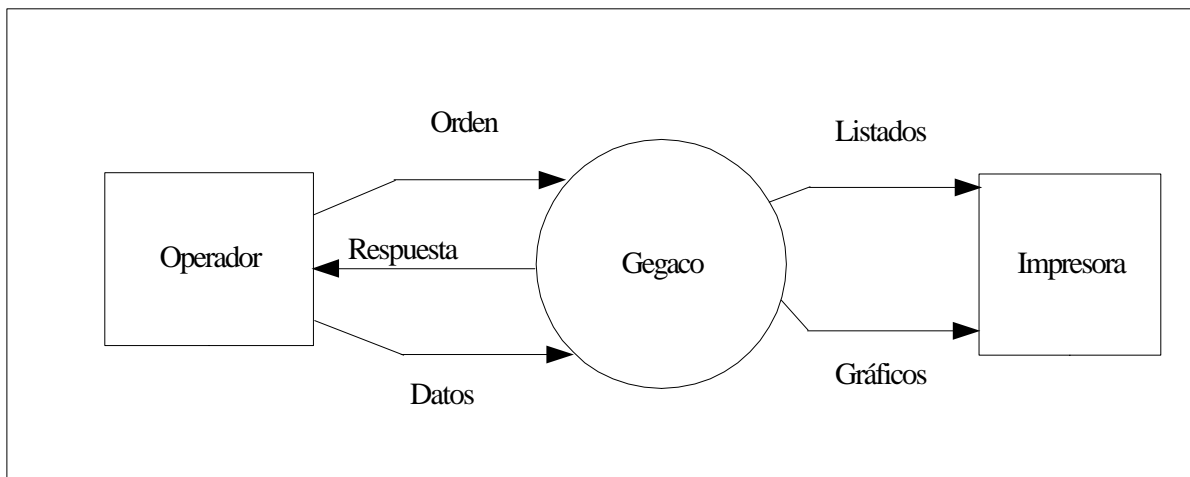 Orden
Listados
Operador
Respuesta
Gegaco
Impresora
Datos
Gráficos